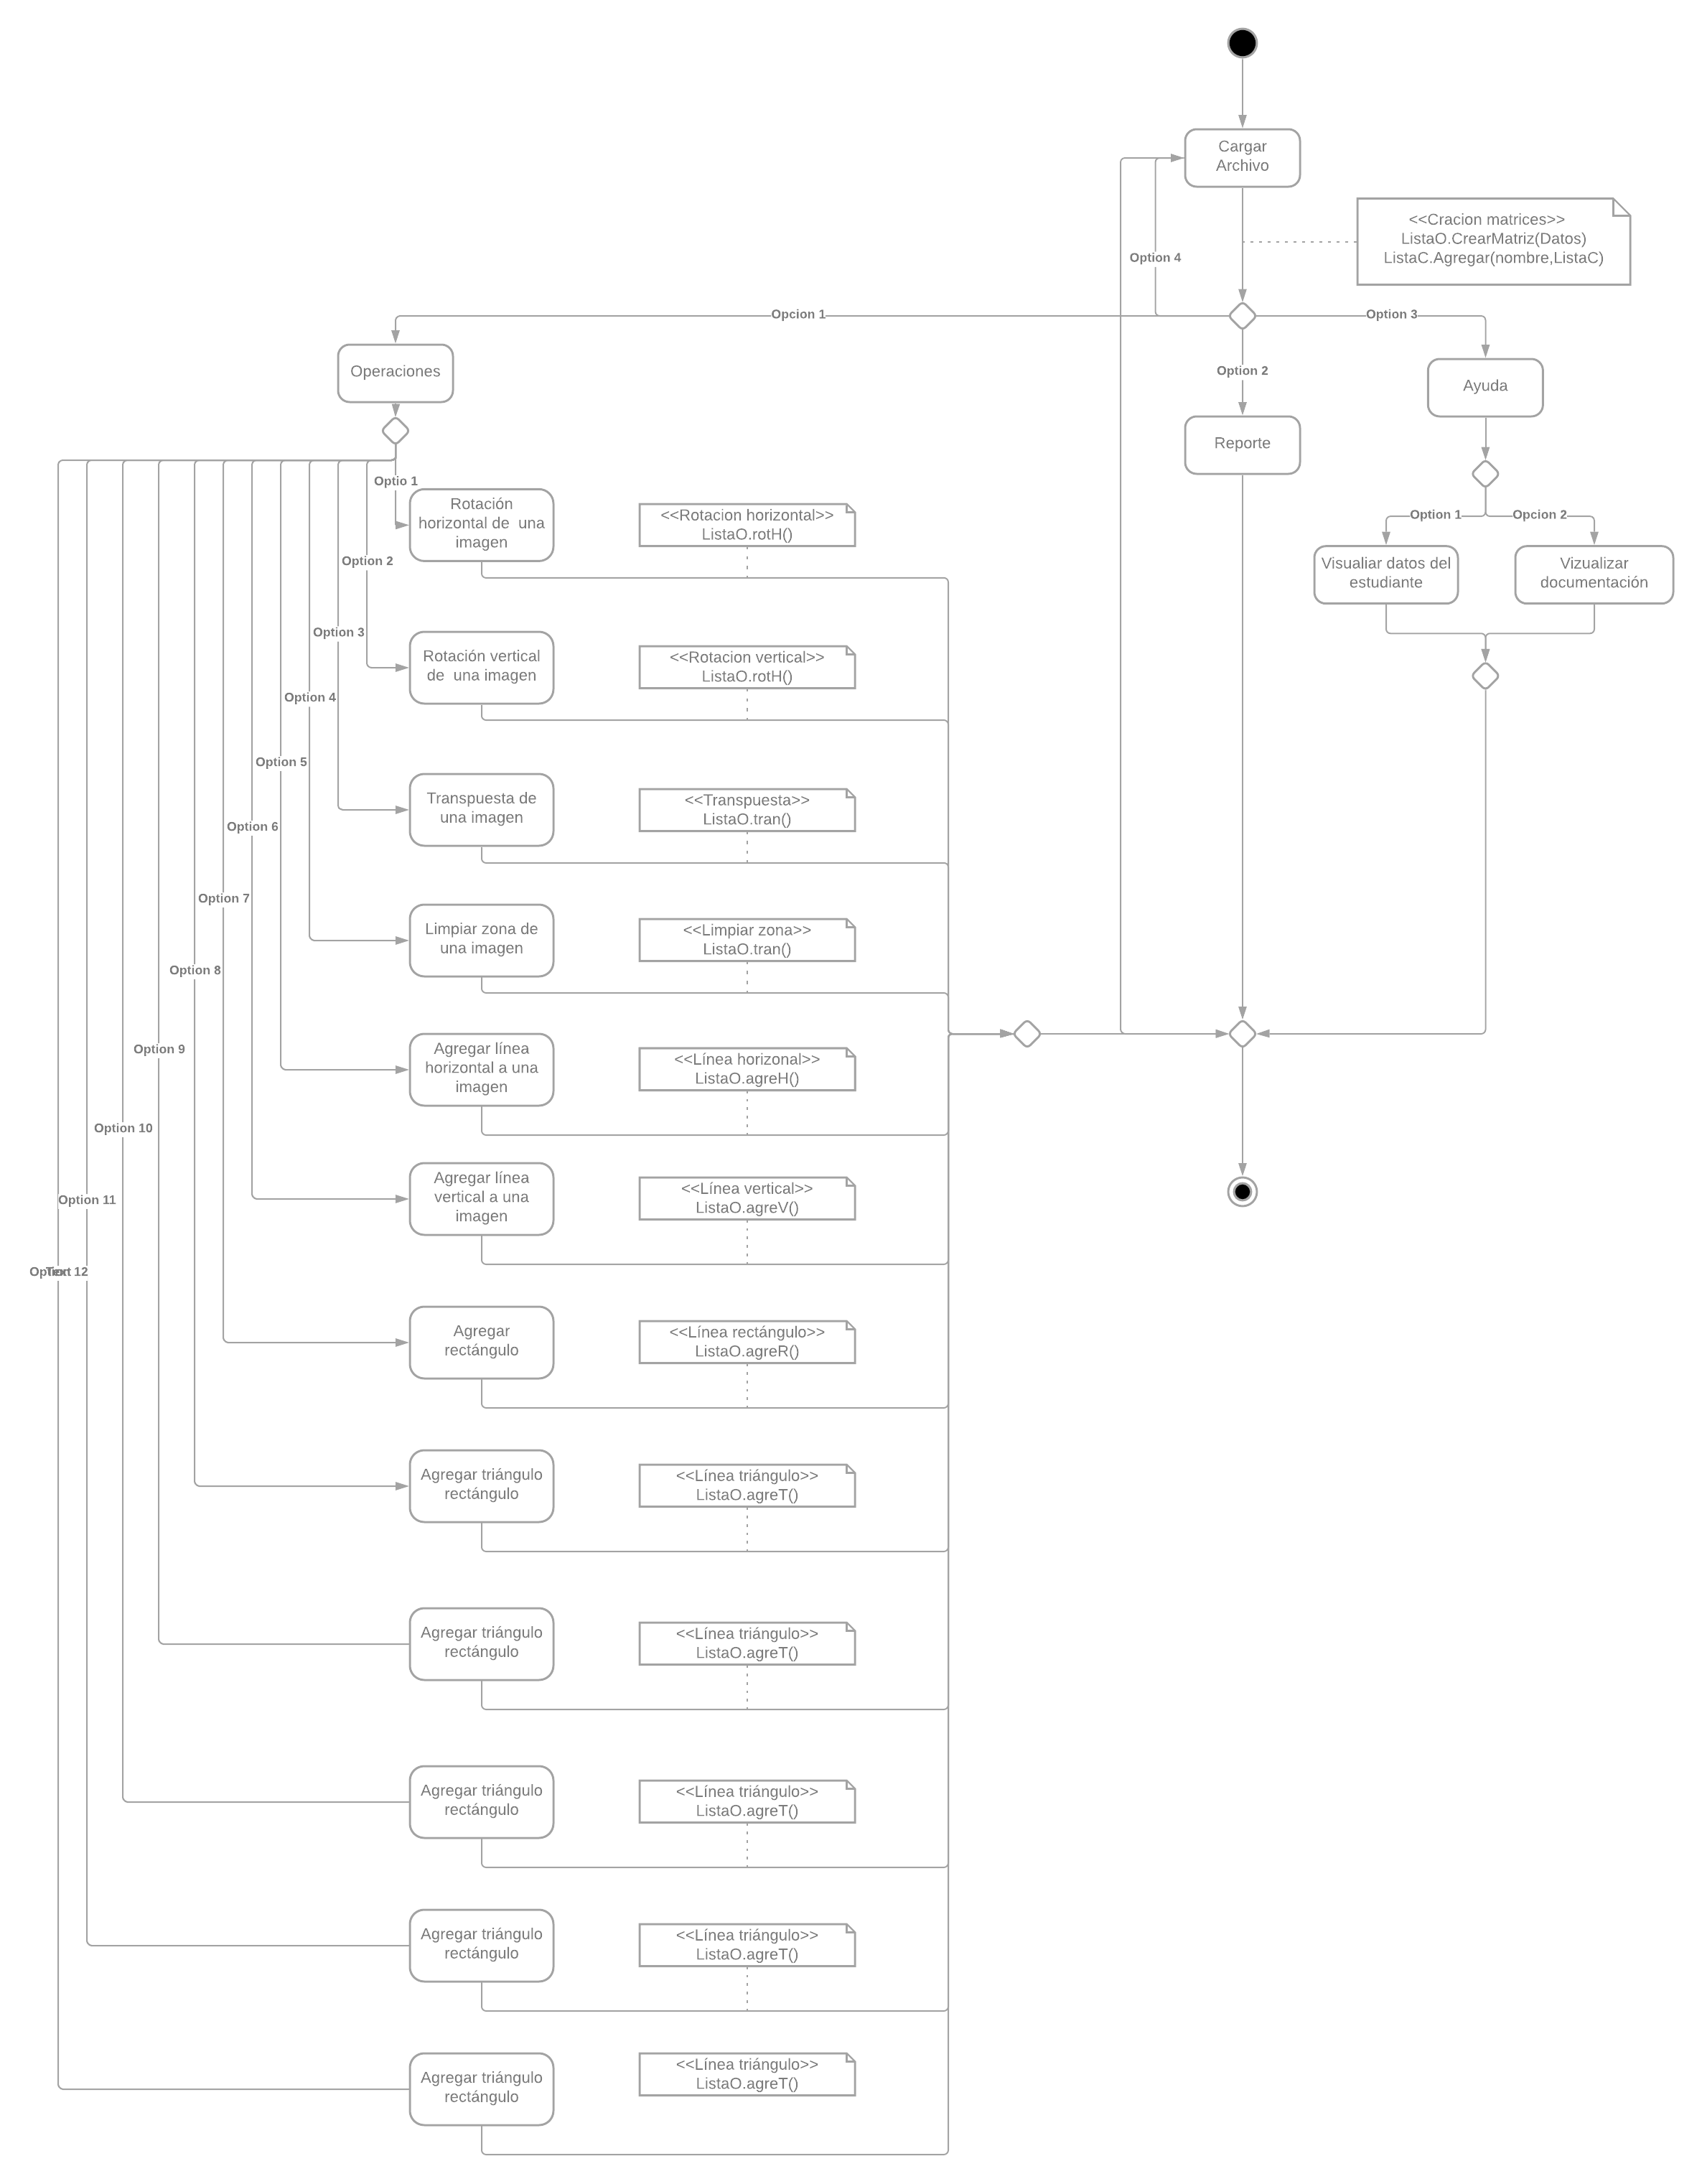 Cargar
Archivo
<<Cracion matrices>>
ListaO.CrearMatriz(Datos)
ListaC.Agregar(nombre,ListaC)
Option 4
Opcion 1
Option 3
Operaciones
Option 2
Ayuda
Reporte
Optio 1
Rotación
horizontal de  una
imagen
<<Rotacion horizontal>>
ListaO.rotH()
Option 1
Opcion 2
Visualiar datos del
estudiante
Vizualizar
documentación
Option 2
Option 3
Rotación vertical
de  una imagen
<<Rotacion vertical>>
ListaO.rotH()
Option 4
Option 5
Transpuesta de
una imagen
<<Transpuesta>>
ListaO.tran()
Option 6
Option 7
Limpiar zona de
una imagen
<<Limpiar zona>>
ListaO.tran()
Option 8
Option 9
Agregar línea
horizontal a una
imagen
<<Línea horizonal>>
ListaO.agreH()
Option 10
Option 11
Agregar línea
vertical a una
imagen
<<Línea vertical>>
ListaO.agreV()
Option 12
Text
Agregar
rectángulo
<<Línea rectángulo>>
ListaO.agreR()
Agregar triángulo
rectángulo
<<Línea triángulo>>
ListaO.agreT()
Agregar triángulo
rectángulo
<<Línea triángulo>>
ListaO.agreT()
Agregar triángulo
rectángulo
<<Línea triángulo>>
ListaO.agreT()
Agregar triángulo
rectángulo
<<Línea triángulo>>
ListaO.agreT()
Agregar triángulo
rectángulo
<<Línea triángulo>>
ListaO.agreT()